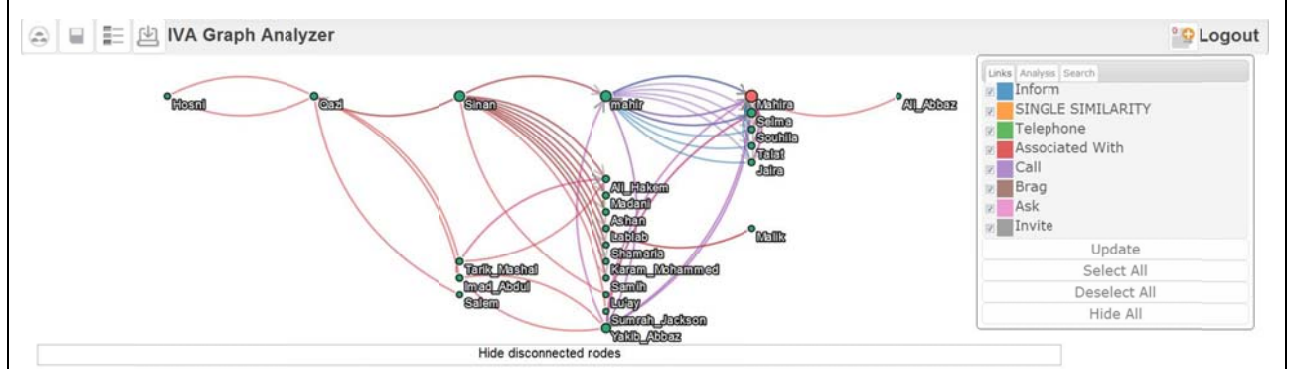 IVA Graph Analyzer
Logout
Links Analysis Search
Inform
SINGLE SIMILARITY
Telephone
Associated With
Call
Brag
Ask
Invite
Update
Select All
Deselect All
Hide All
Hosni
Qazi
Sinan
mahir
Mahira
Ali_Abbaz
Selma
Souhila
Talat
Jaira
Ali_Hakem
Madani
Ashan
Lablab
Malik
Shamaria
Tarik_Mashal
Karam_Mohammed
Imad_Abdul
Samih
Salem
Lu'ay
Sumrah_Jackson
Yakib_Abbaz
Hide disconnected nodes